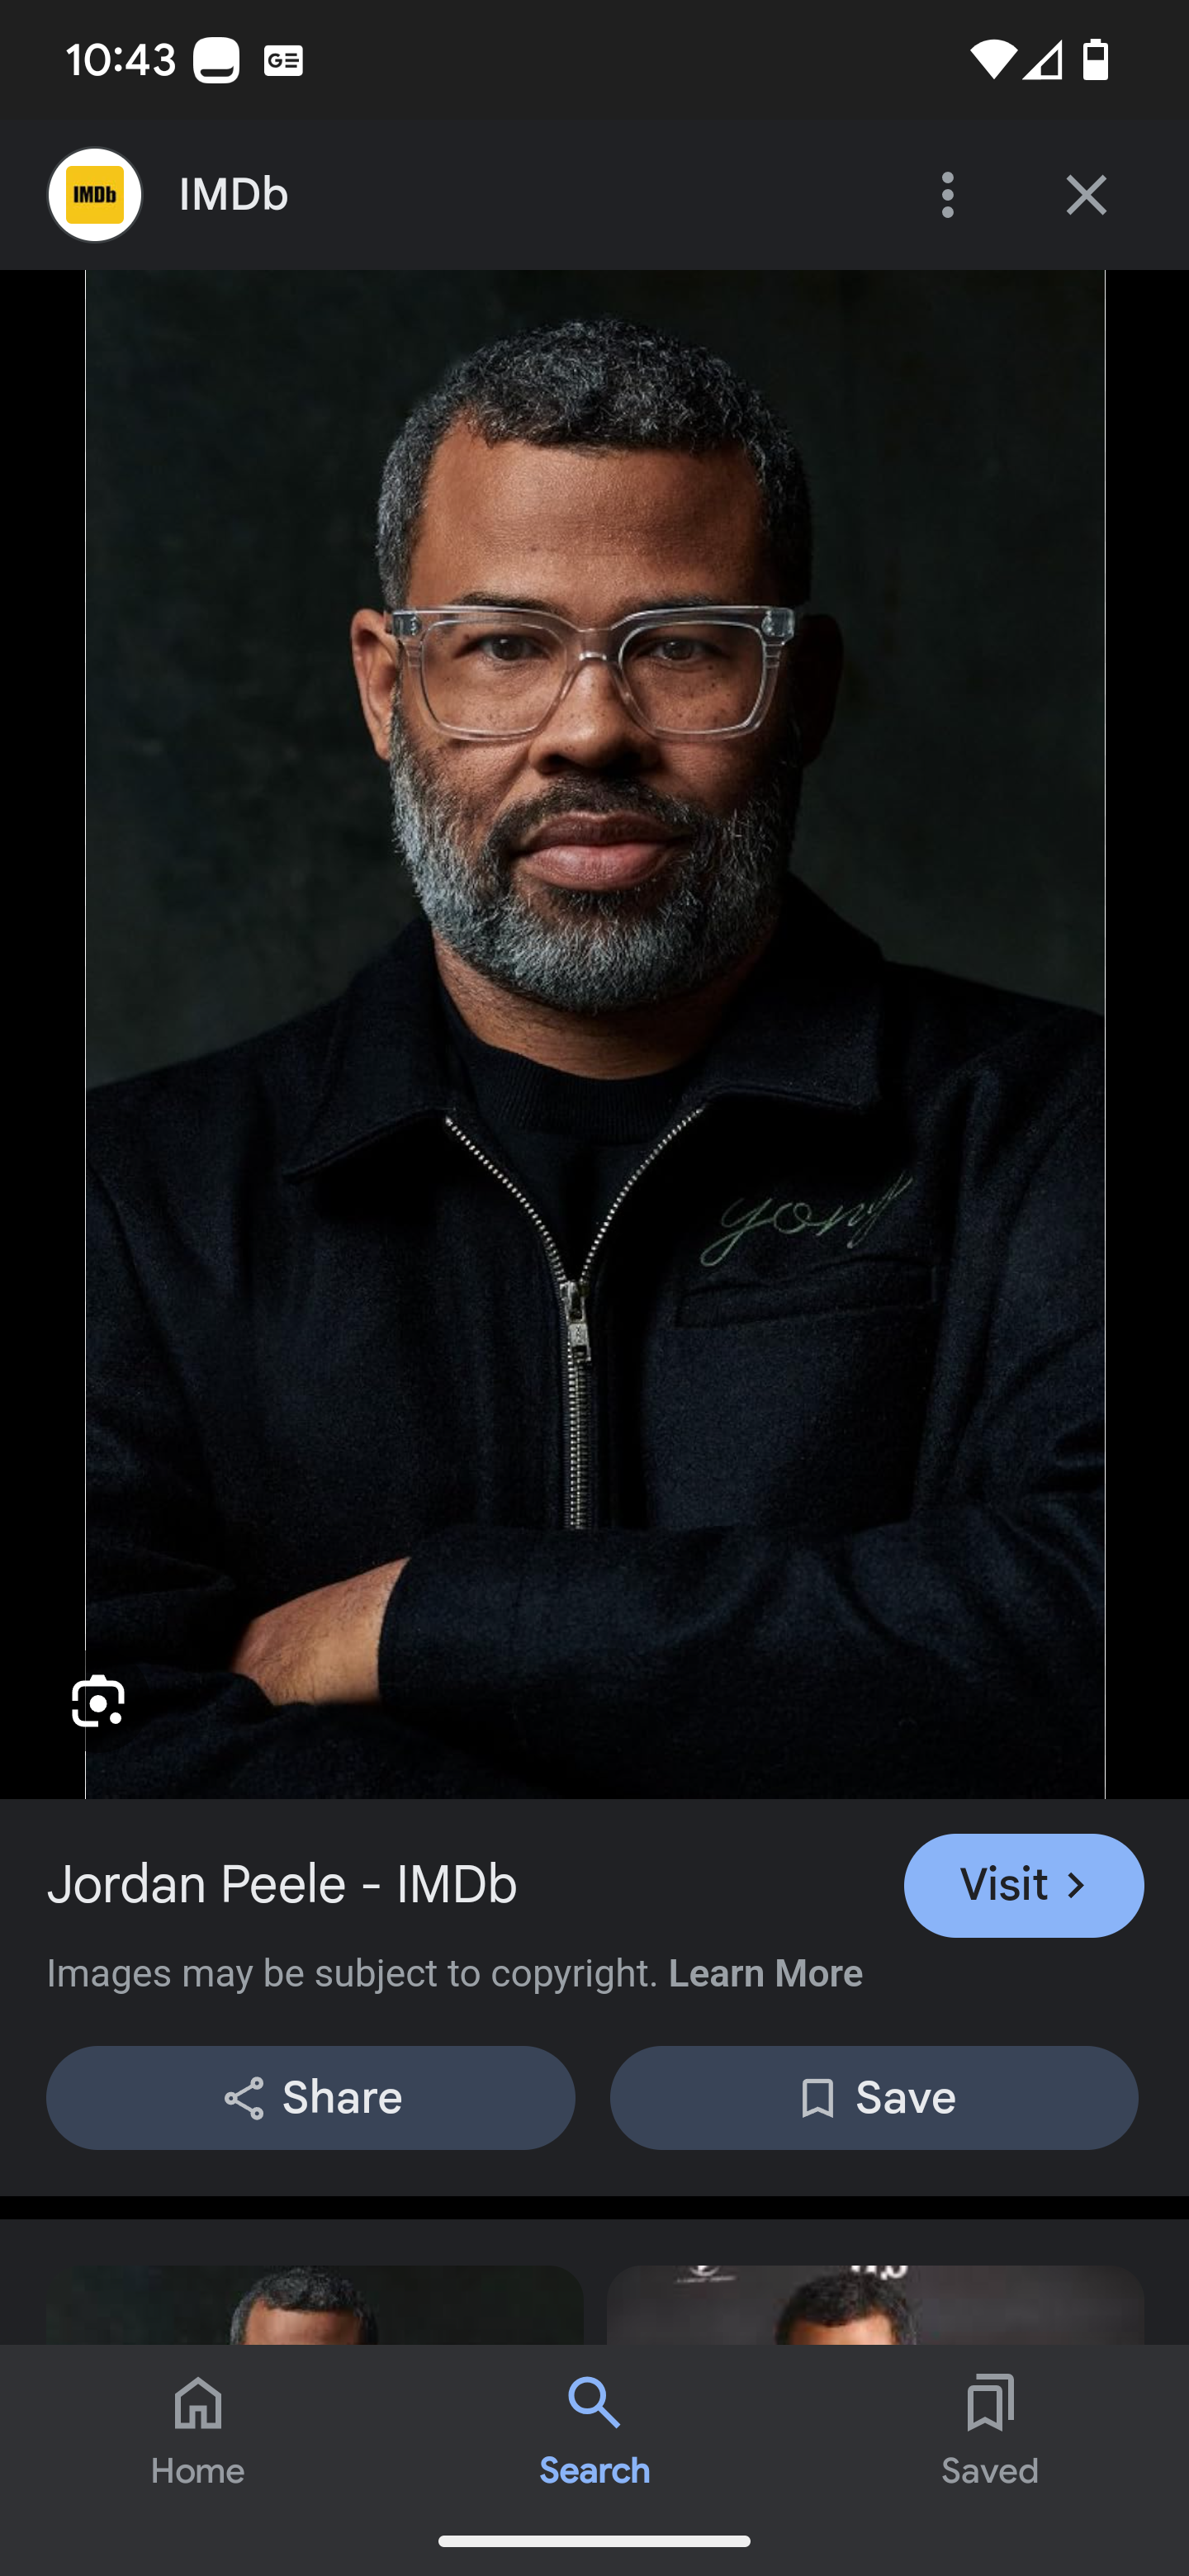 10:43
IMDb IMDb
Jordan Peele - IMDb
Visit
Images may be subject to copyright. Learn More
Share
Save
Home
Search
Saved